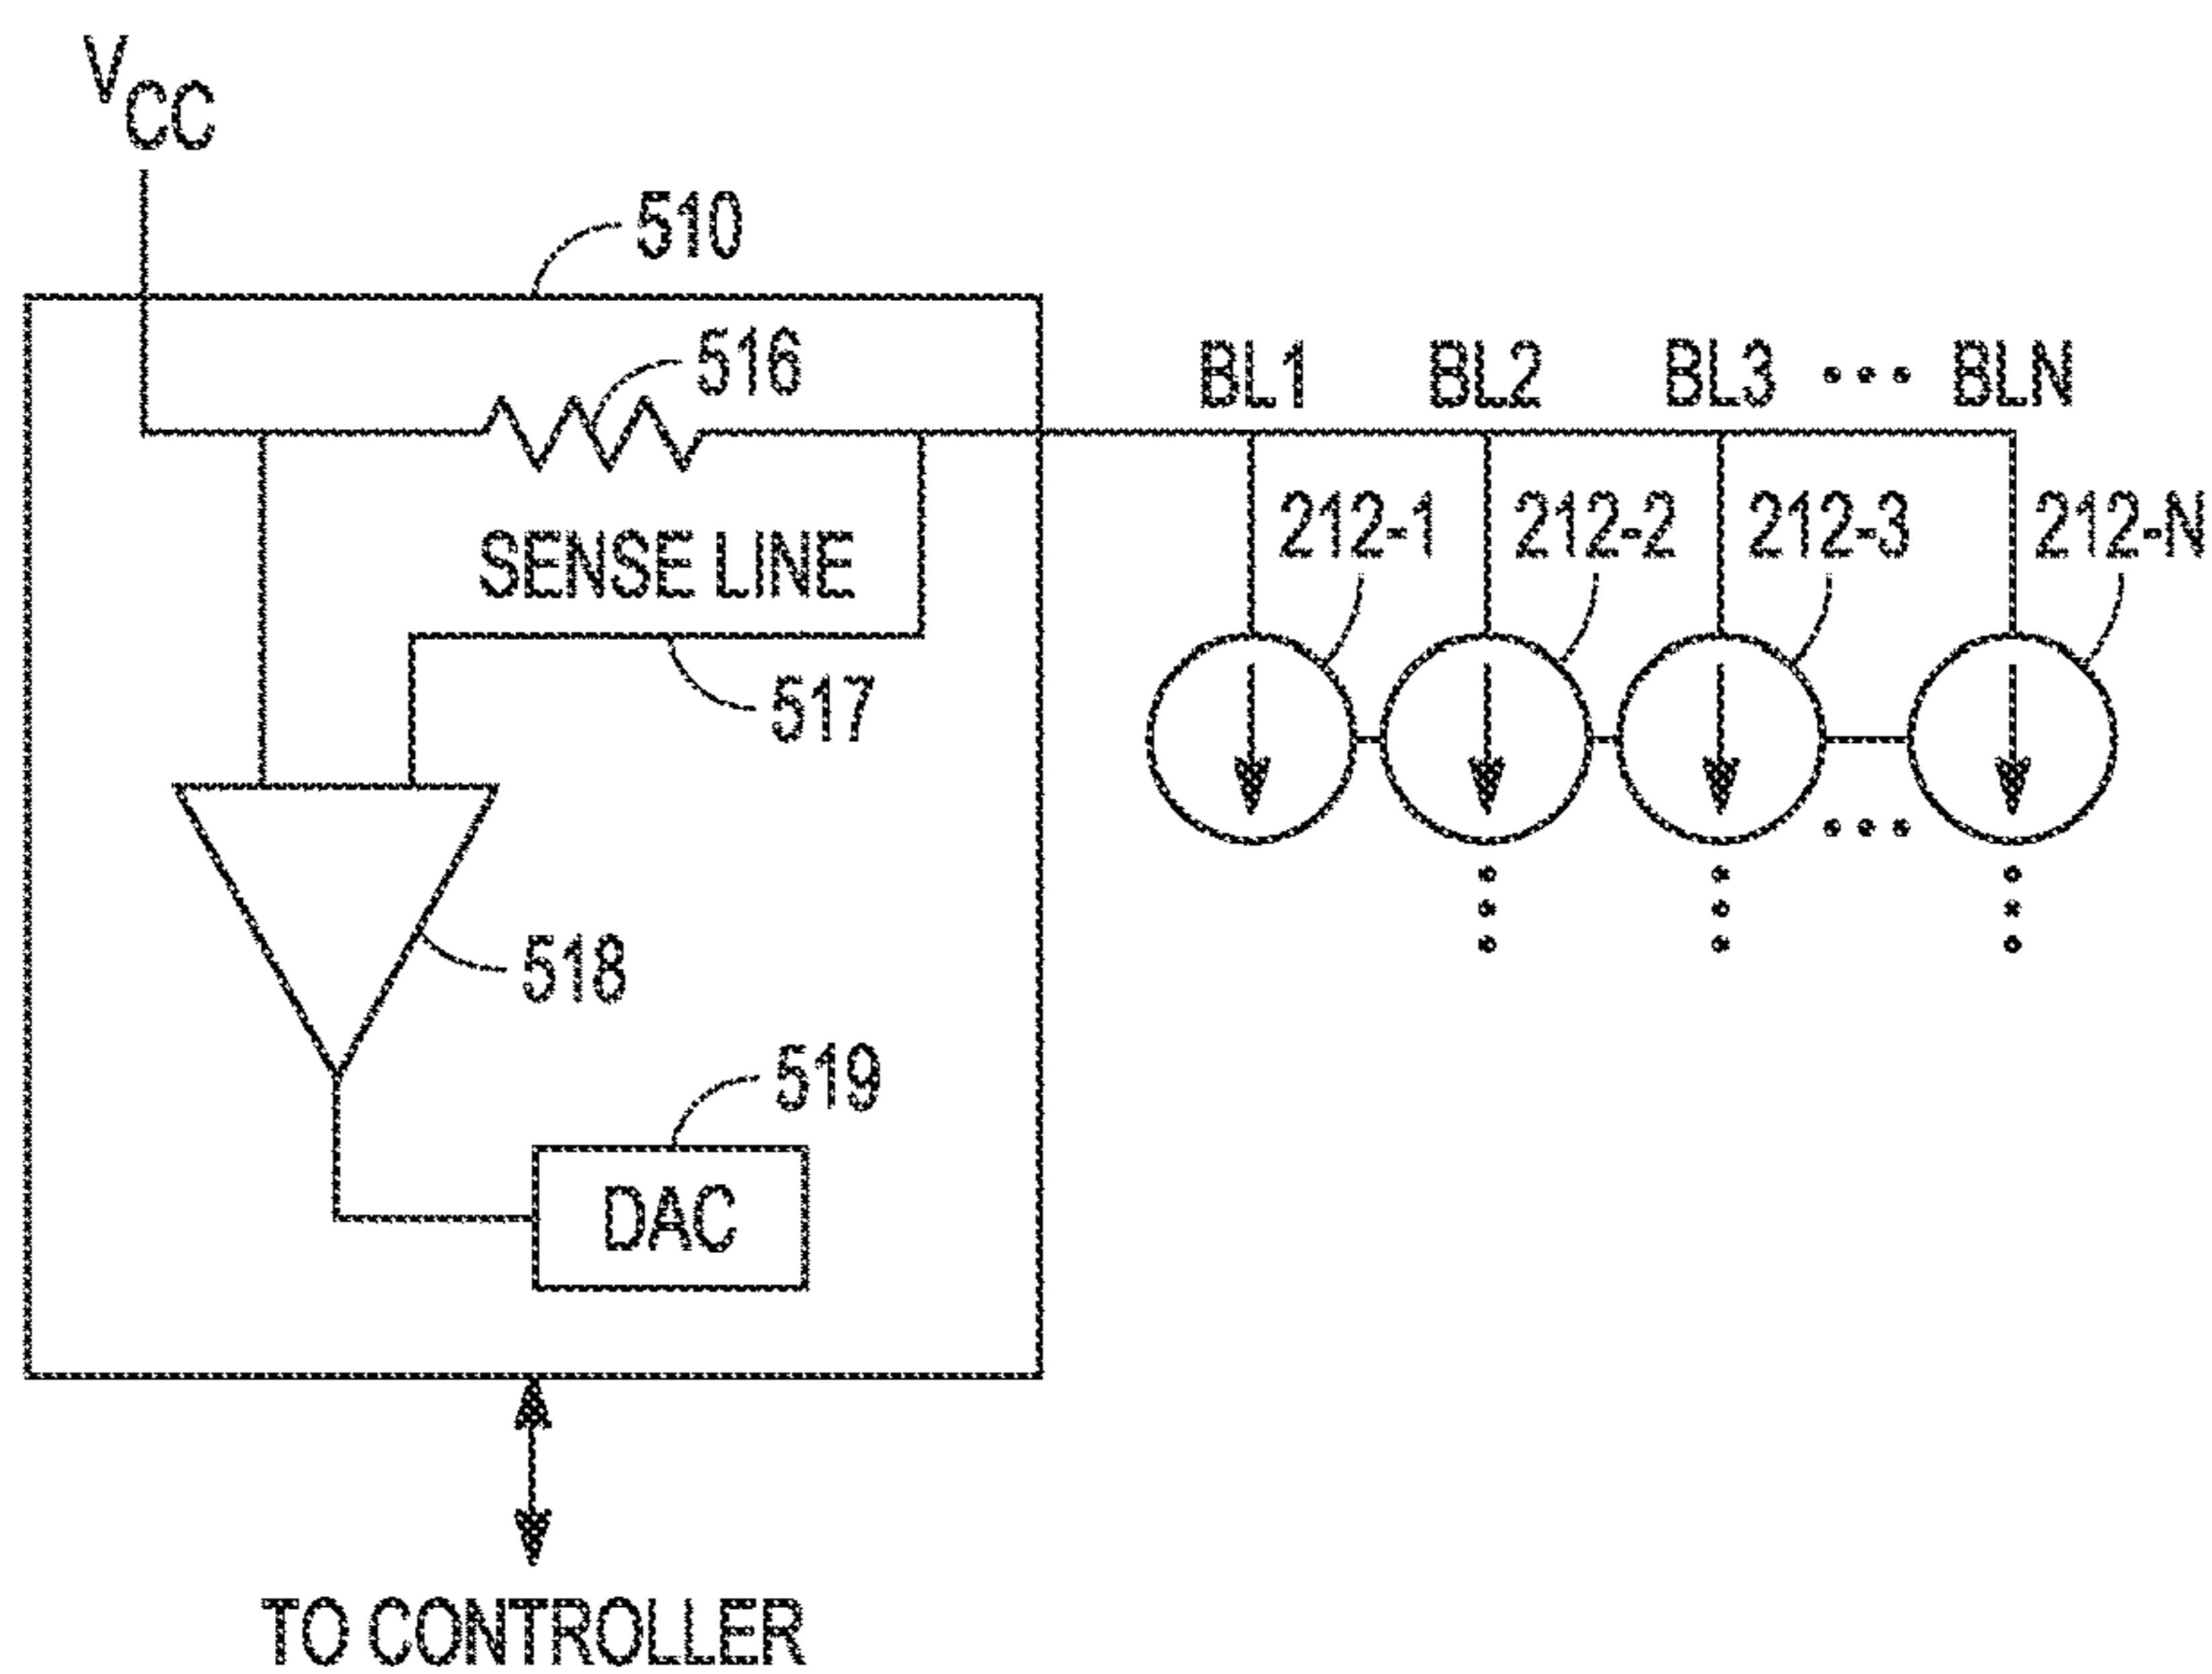 VCC
510
516
BL1 BL2 BL3 ... BLN
SENSE LINE
212-1 212-2 212-3 212-N
517
518
519
DAC
TO CONTROLLER